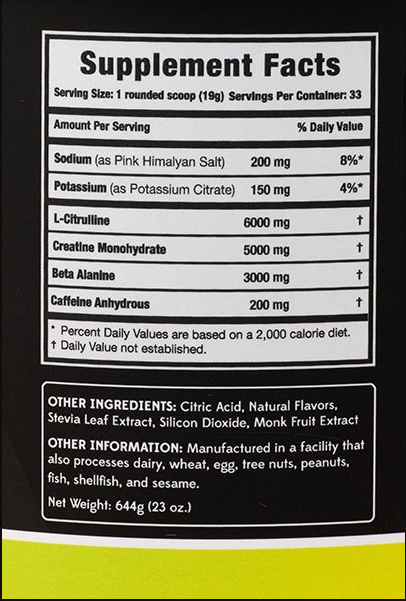 Supplement Facts
Serving Size: 1 rounded scoop (19g) Servings Per Container: 33
Amount Per Serving % Daily Value
Sodium (as Pink Himalyan Salt) 200 mg 8%*
Potassium (as Potassium Citrate) 150 mg 4%*
L-Citrulline 6000 mg †
Creatine Monohydrate 5000 mg †
Beta Alanine 3000 mg †
Caffeine Anhydrous 200 mg †
* Percent Daily Values are based on a 2,000 calorie diet.
† Daily Value not established.
OTHER INGREDIENTS: Citric Acid, Natural Flavors,
Stevia Leaf Extract, Silicon Dioxide, Monk Fruit Extract
OTHER INFORMATION: Manufactured in a facility that
also processes dairy, wheat, egg, tree nuts, peanuts,
fish, shellfish, and sesame.
Net Weight: 644g (23 oz.)